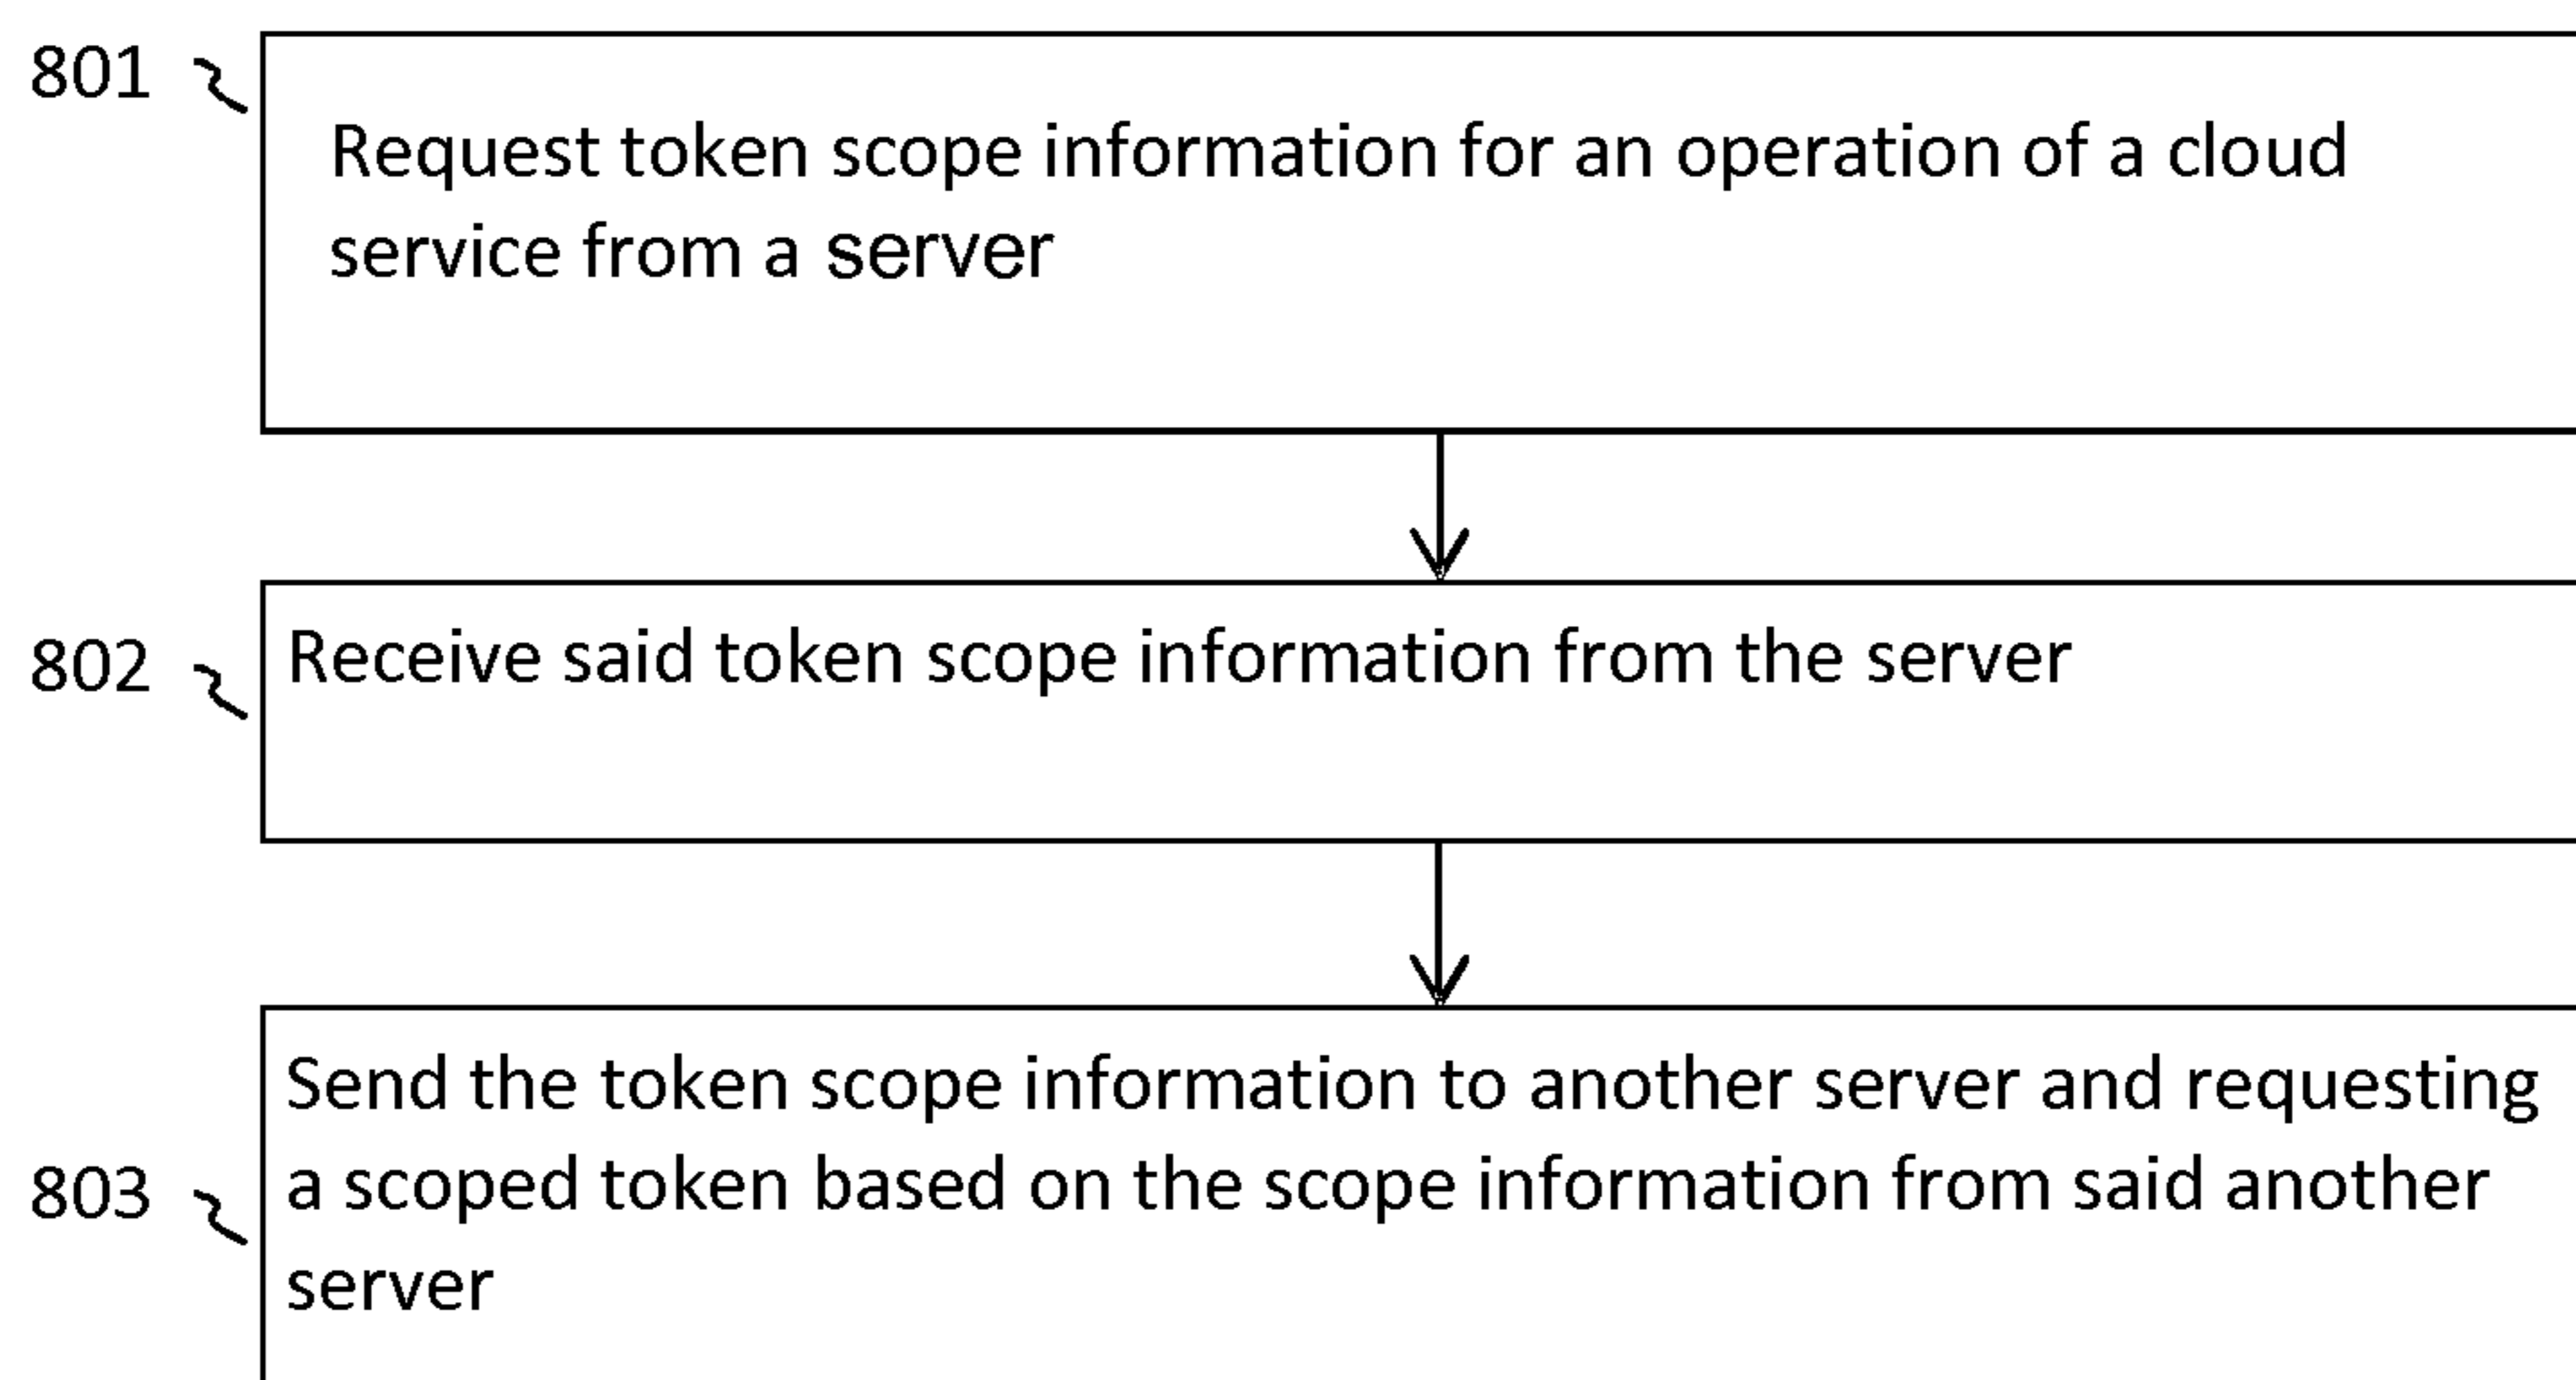 801
Request token scope information for an operation of a cloud
service from a server
802
Receive said token scope information from the server
Send the token scope information to another server and requesting
803
a scoped token based on the scope information from said another
server